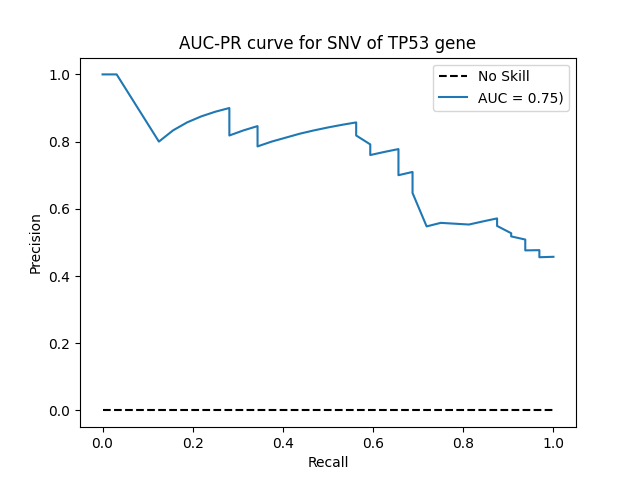 AUC-PR curve for SNV of TP53 gene
No Skill
AUC = 0.75)
1.0
0.8
0.6
0.4
0.2
0.0
Precision
0.0 0.2 0.4 0.6 0.8 1.0
Recall